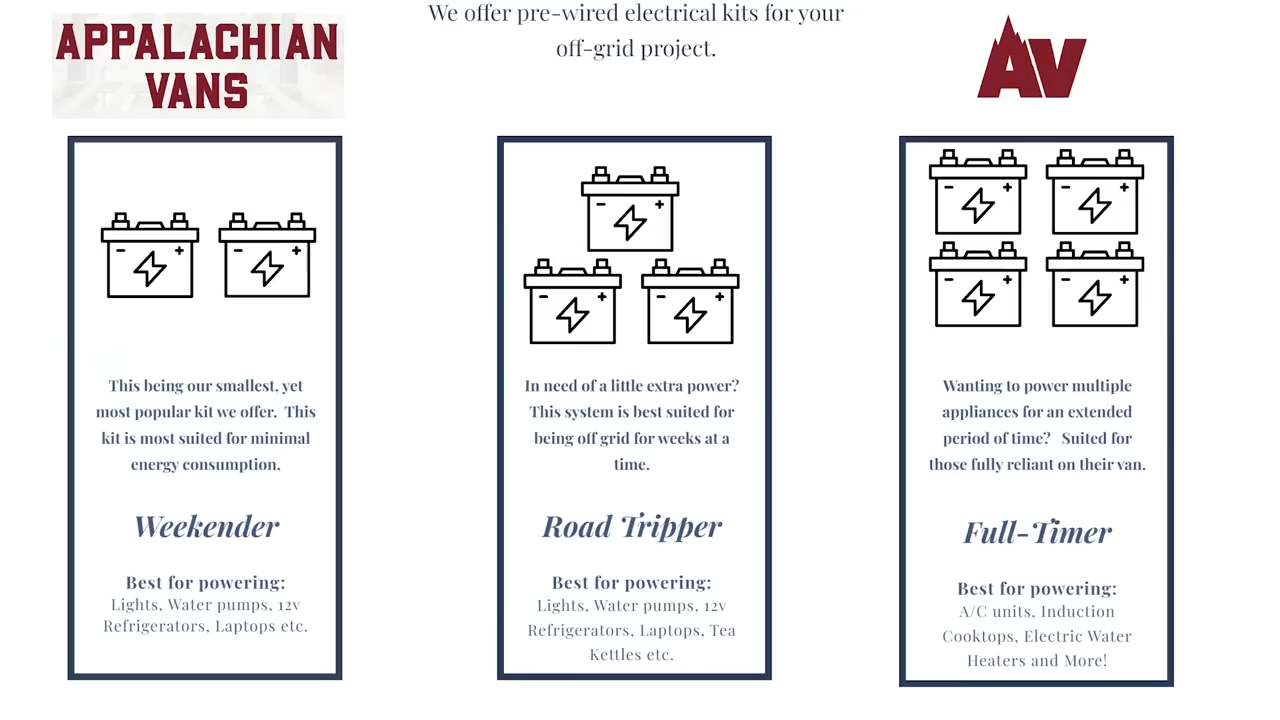 APPALACHIAN
VANS
We offer pre-wired electrical kits for your
off-grid project.
AV
This being our smallest, yet
most popular kit we offer. This
kit is most suited for minimal
energy consumption,
Weekender
Best for powering:
Lights, Water pumps, 12v
Refrigerators, Laptops etc.
In need of a little extra power?
This system is best suited for
being off grid for weeks at a
time.
Road Tripper
Best for powering:
Lights, Water pumps, 12v
Refrigerators, Laptops, Tea
Kettles etc.
Wanting to power multiple
appliances for an extended
period of time? Suited for
those fully reliant on their van.
Full-Timer
Best for powering:
A/C units, Induction
Cooktops, Electric Water
Heaters and More!